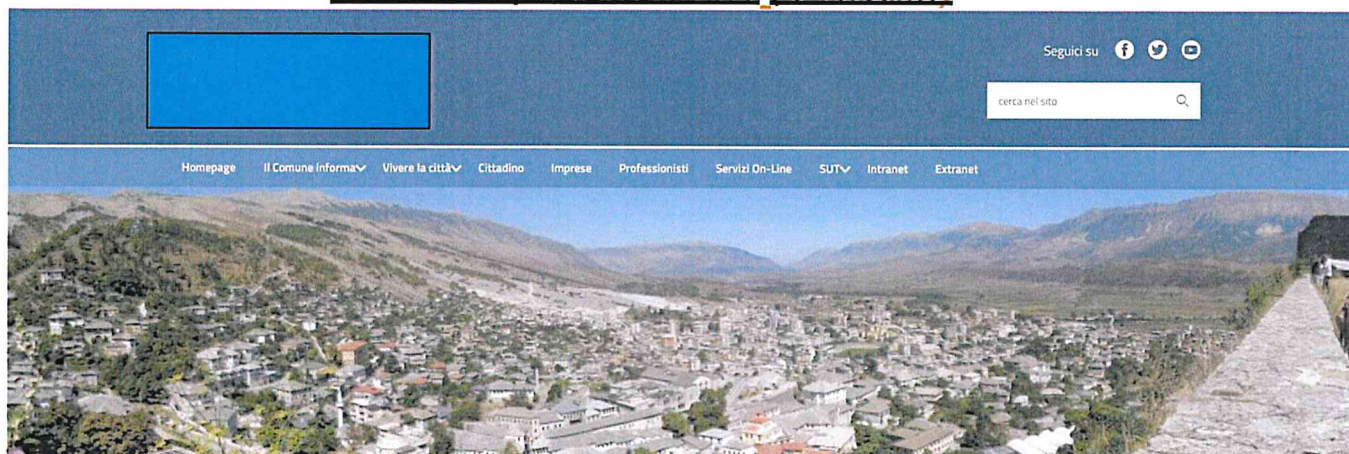 Seguici su
cerca nel sito
Homepage Il Comune informa Vivere la città Cittadino Imprese Professionisti Servizi On-Line SUT Intranet Extranet